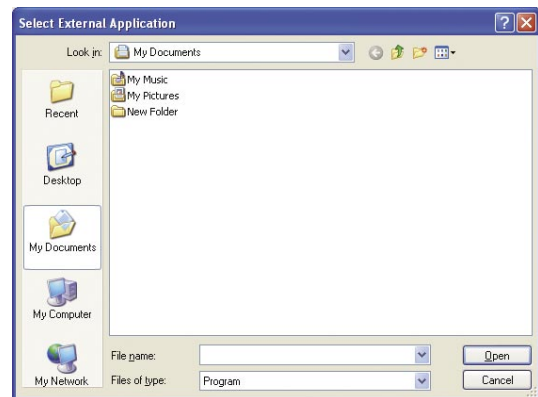 Select External Application
Look in: My Documents
My Music
My Pictures
New Folder
Recent
Desktop
My Documents
My Computer
My Network
File name:
Open
Files of type: Program
Cancel